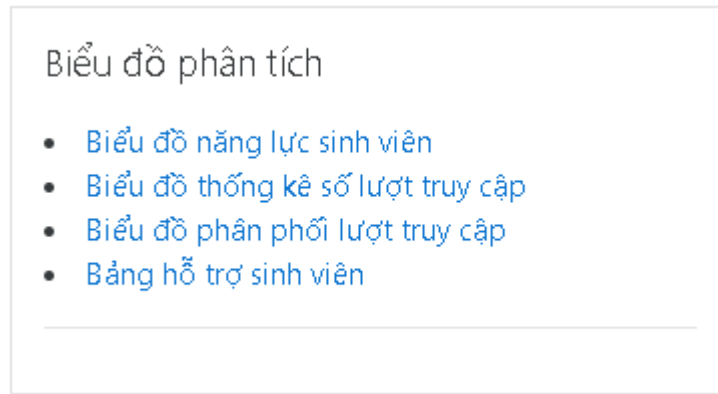 Biểu đồ phân tích
Biểu đồ năng lực sinh viên
Biểu đồ thống kê số lượt truy cập
Biểu đồ phân phối lượt truy cập
Bảng hỗ trợ sinh viên